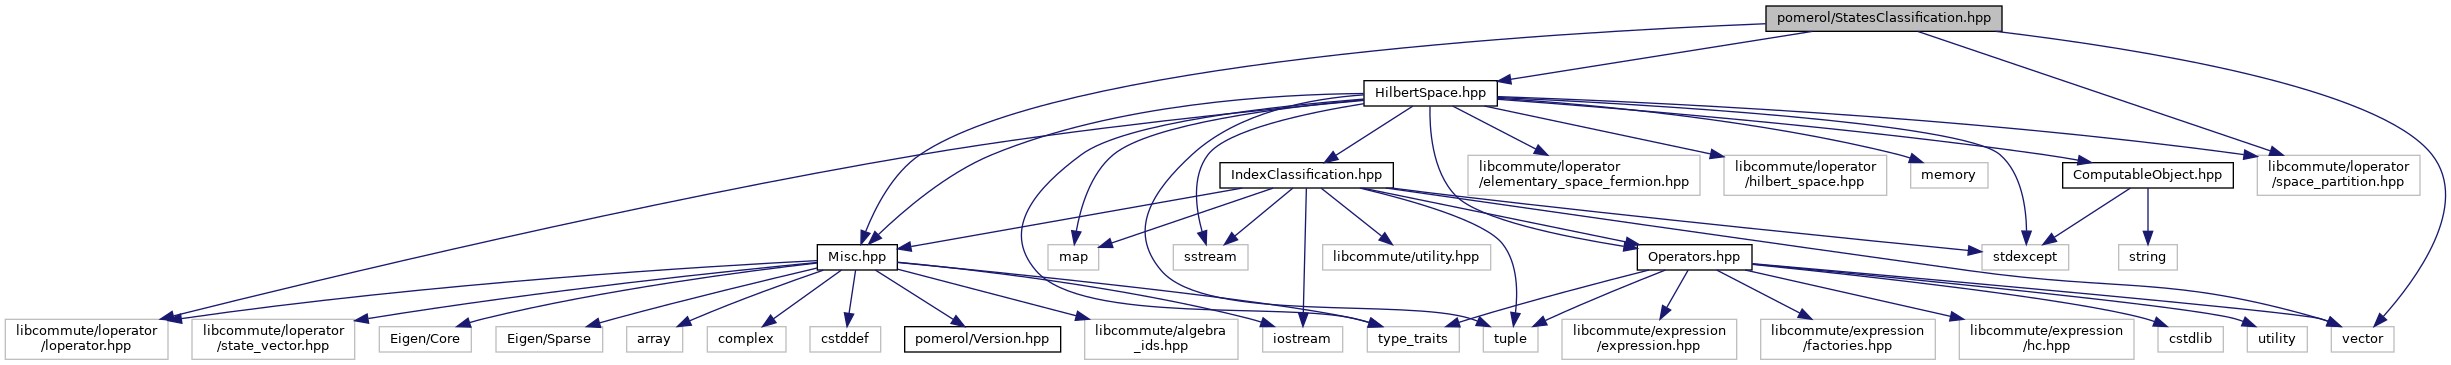 pomerol/StatesClassification.hpp
HilbertSpace.hpp
IndexClassification.hpp
libcommute/loperator
/elementary_space_fermion.hpp
libcommute/loperator
/hilbert_space.hpp
memory
ComputableObject.hpp
libcommute/loperator
/space_partition.hpp
Misc.hpp
map
sstream
libcommute/utility.hpp
Operators.hpp
stdexcept
string
libcommute/loperator
/loperator.hpp
libcommute/loperator
/state_vector.hpp
Eigen/Core
Eigen/Sparse
array
complex
cstddef
pomerol/Version.hpp
libcommute/algebra
_ids.hpp
iostream
type_traits
tuple
libcommute/expression
/expression.hpp
libcommute/expression
/factories.hpp
libcommute/expression
/hc.hpp
cstdlib
utility
vector